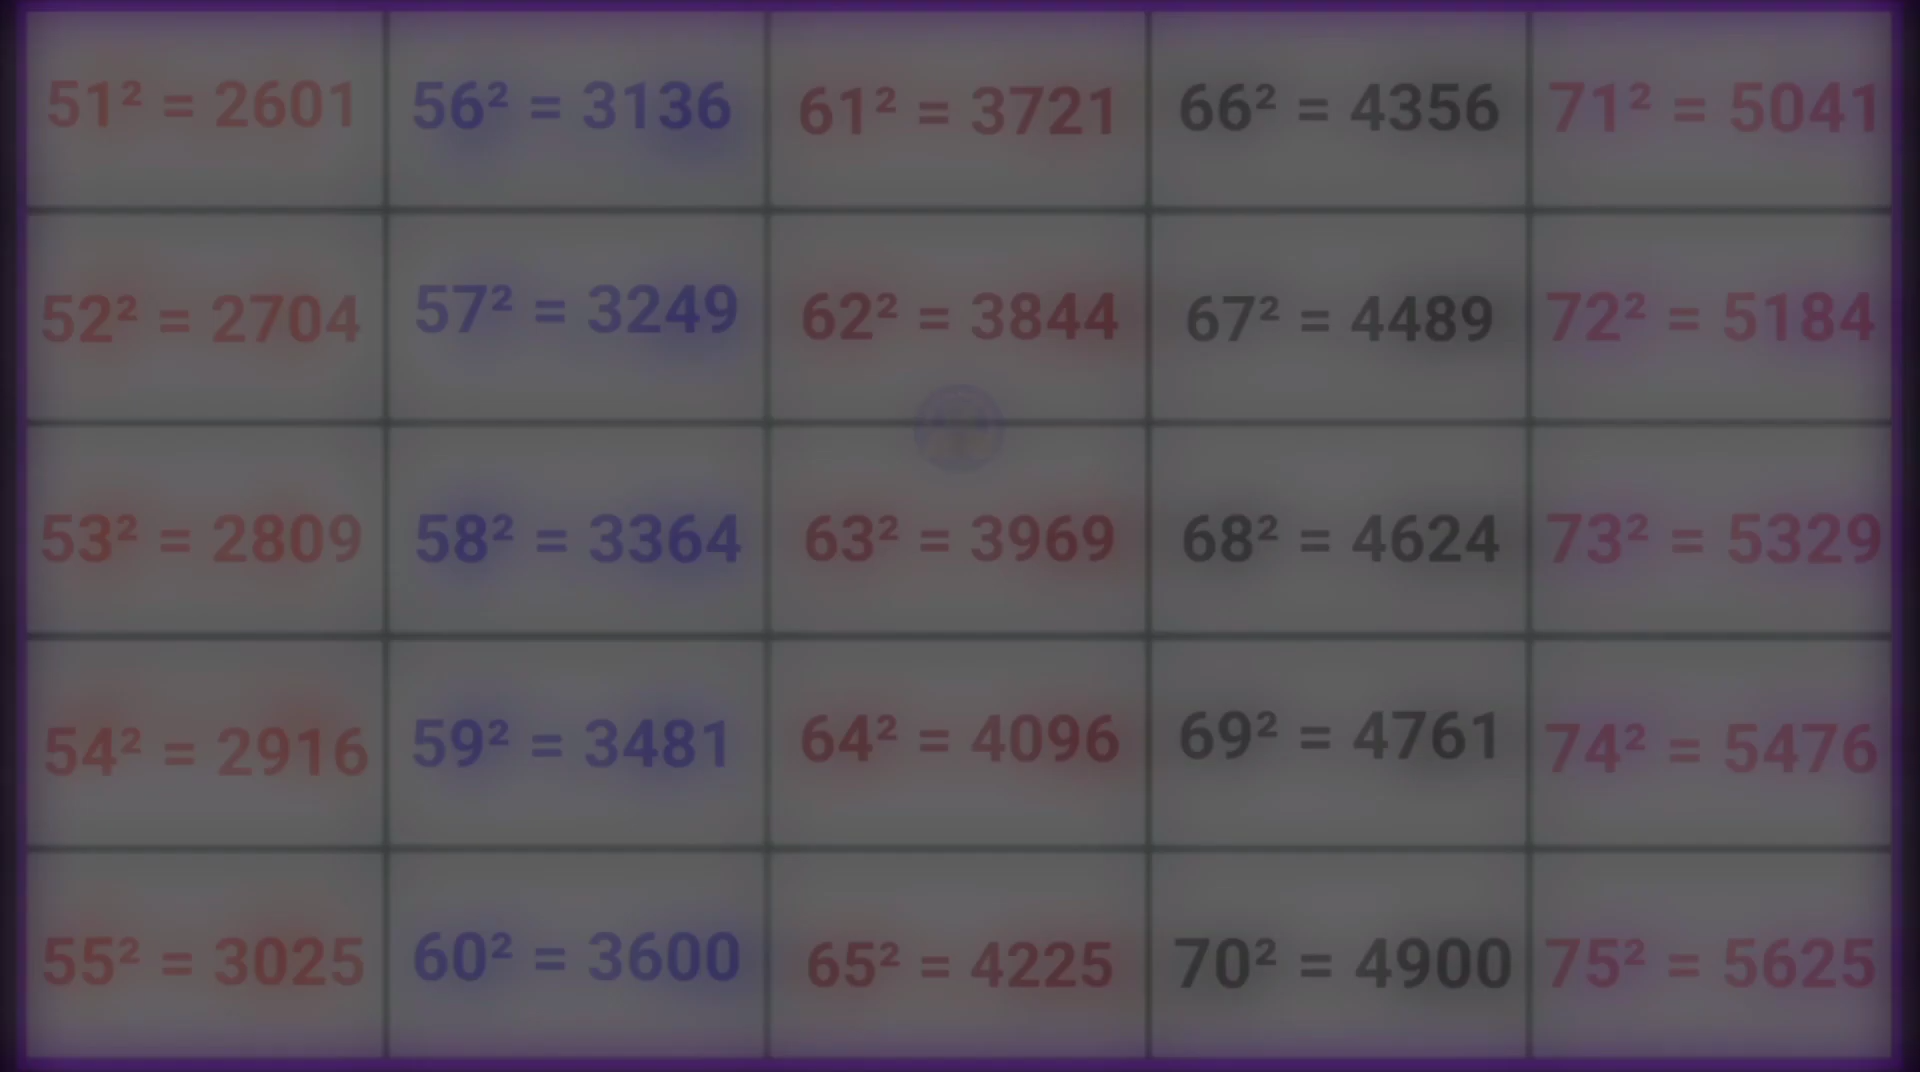 51² = 2601 56² = 3136 61² = 3721 66² = 4356 71² = 5041
52² = 2704 57² = 3249 62² = 3844 67² = 4489 72² = 5184
53² = 2809 58² = 3364 63² = 3969 68² = 4624 73² = 5329
54² = 2916 59² = 3481 64² = 4096 69² = 4761 74² = 5476
55² = 3025 60² = 3600 65² = 4225 70² = 4900 75² = 5625